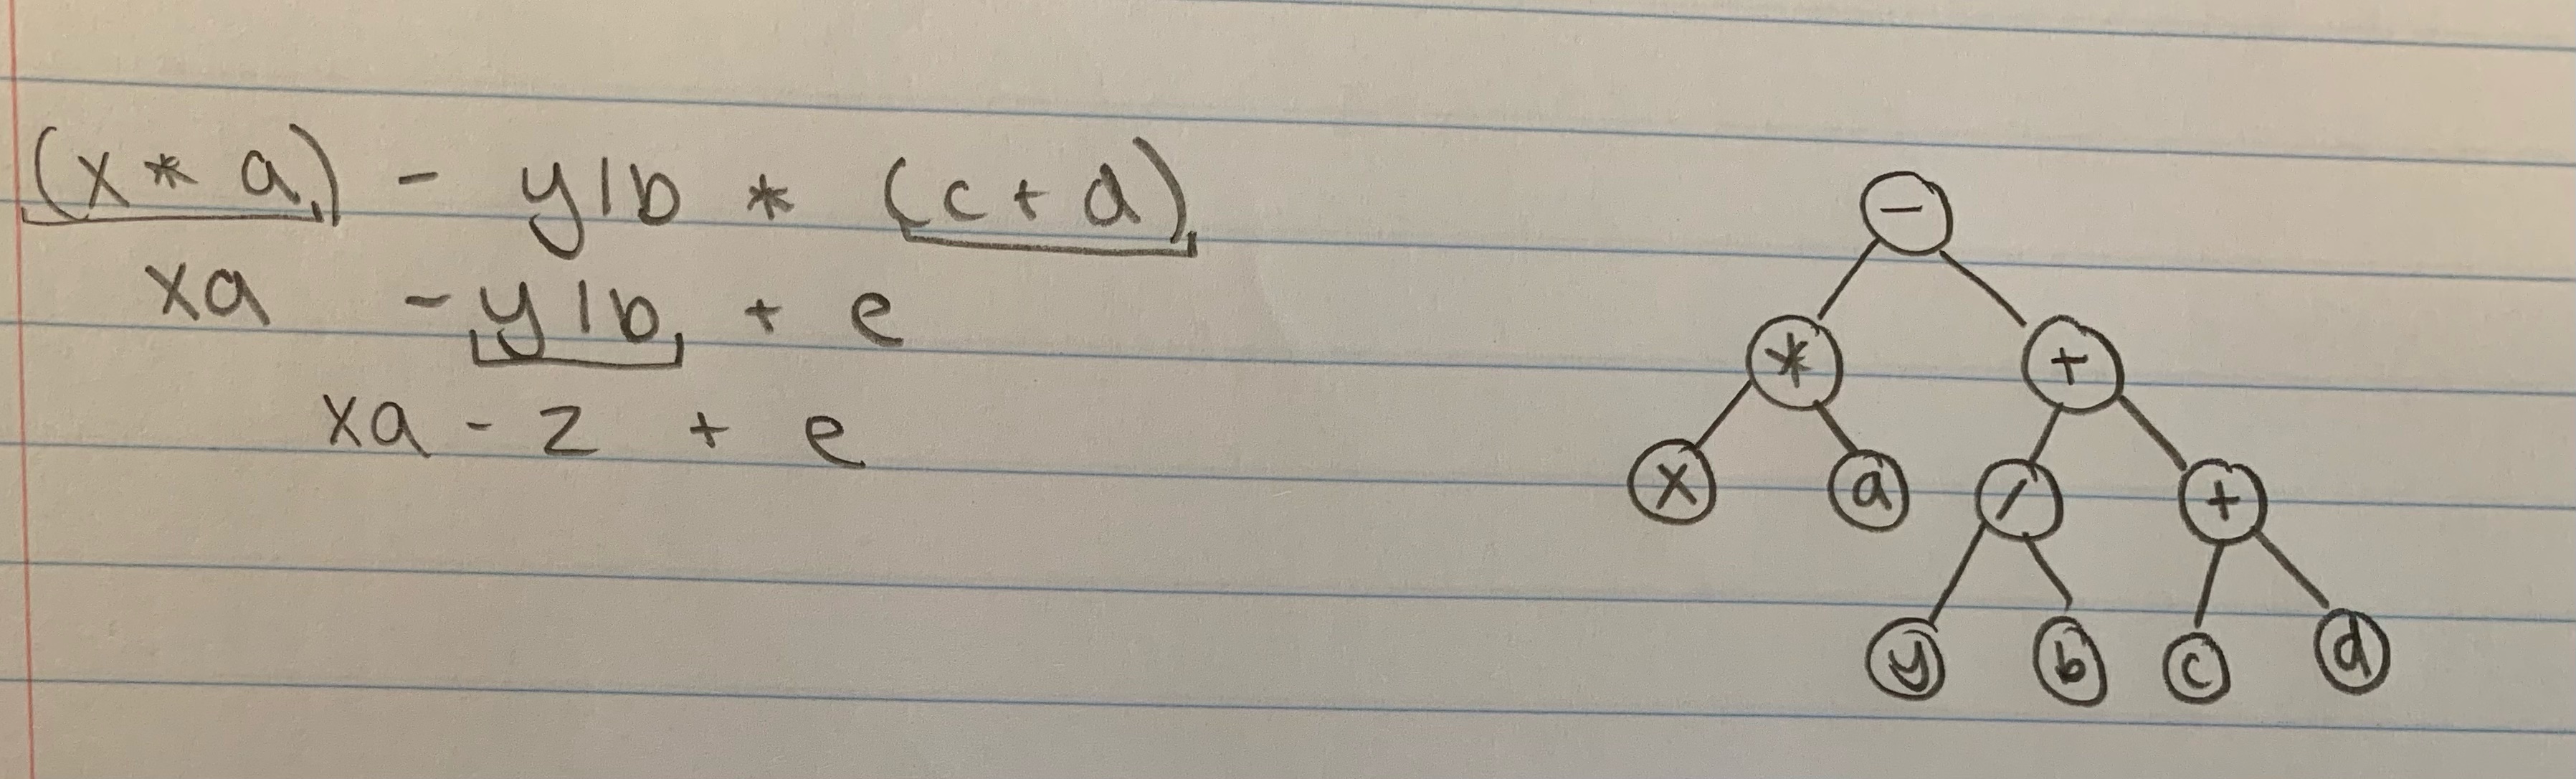 (x * a) - y/b * (c + d)
xa - y/b + e
xa - z + e
-
* +
x a / +
y b c d